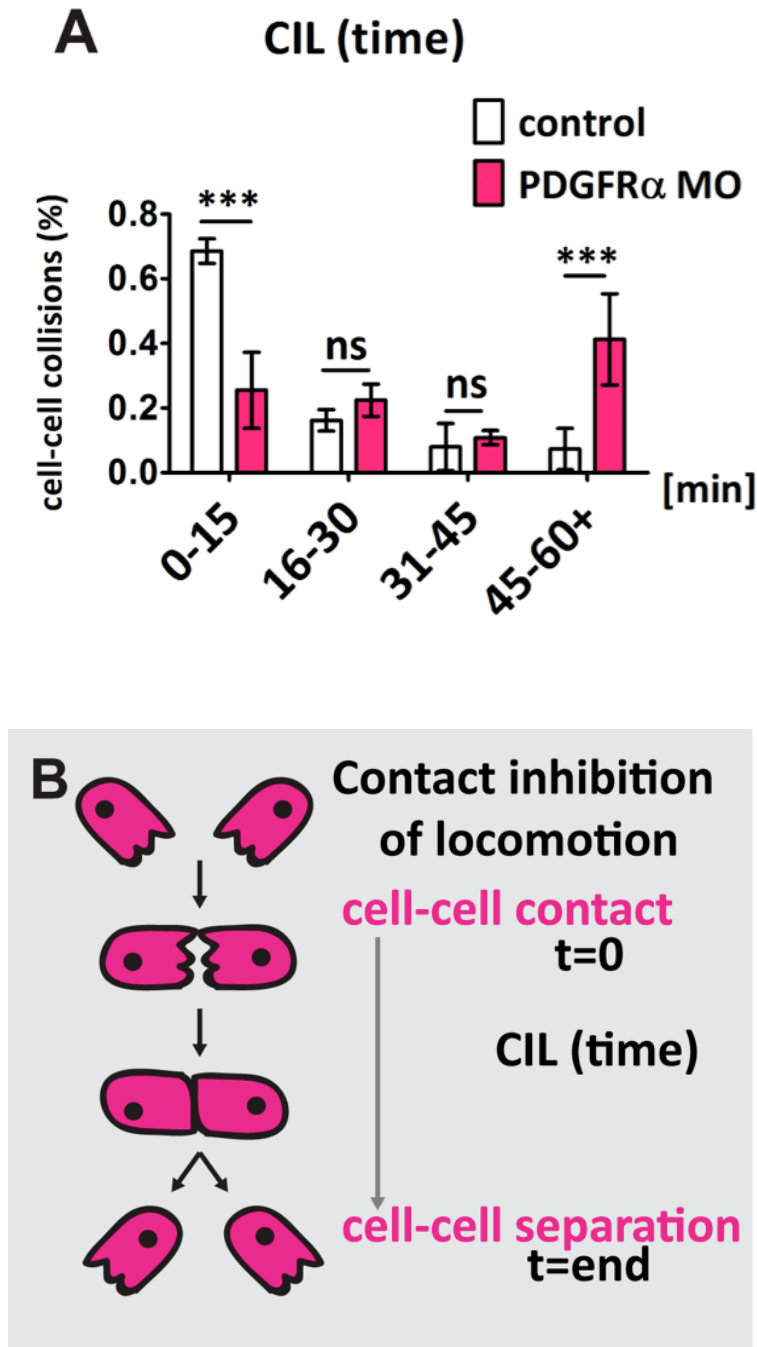 A
CIL (time)
control
PDGFRα MO
cell-cell collisions (%)
0.8
0.6
0.4
0.2
0.0
***
ns
ns
***
[min]
0-15
16-30
31-45
45-60+
B
Contact inhibition
of locomotion
cell-cell contact
t=0
CIL (time)
cell-cell separation
t=end